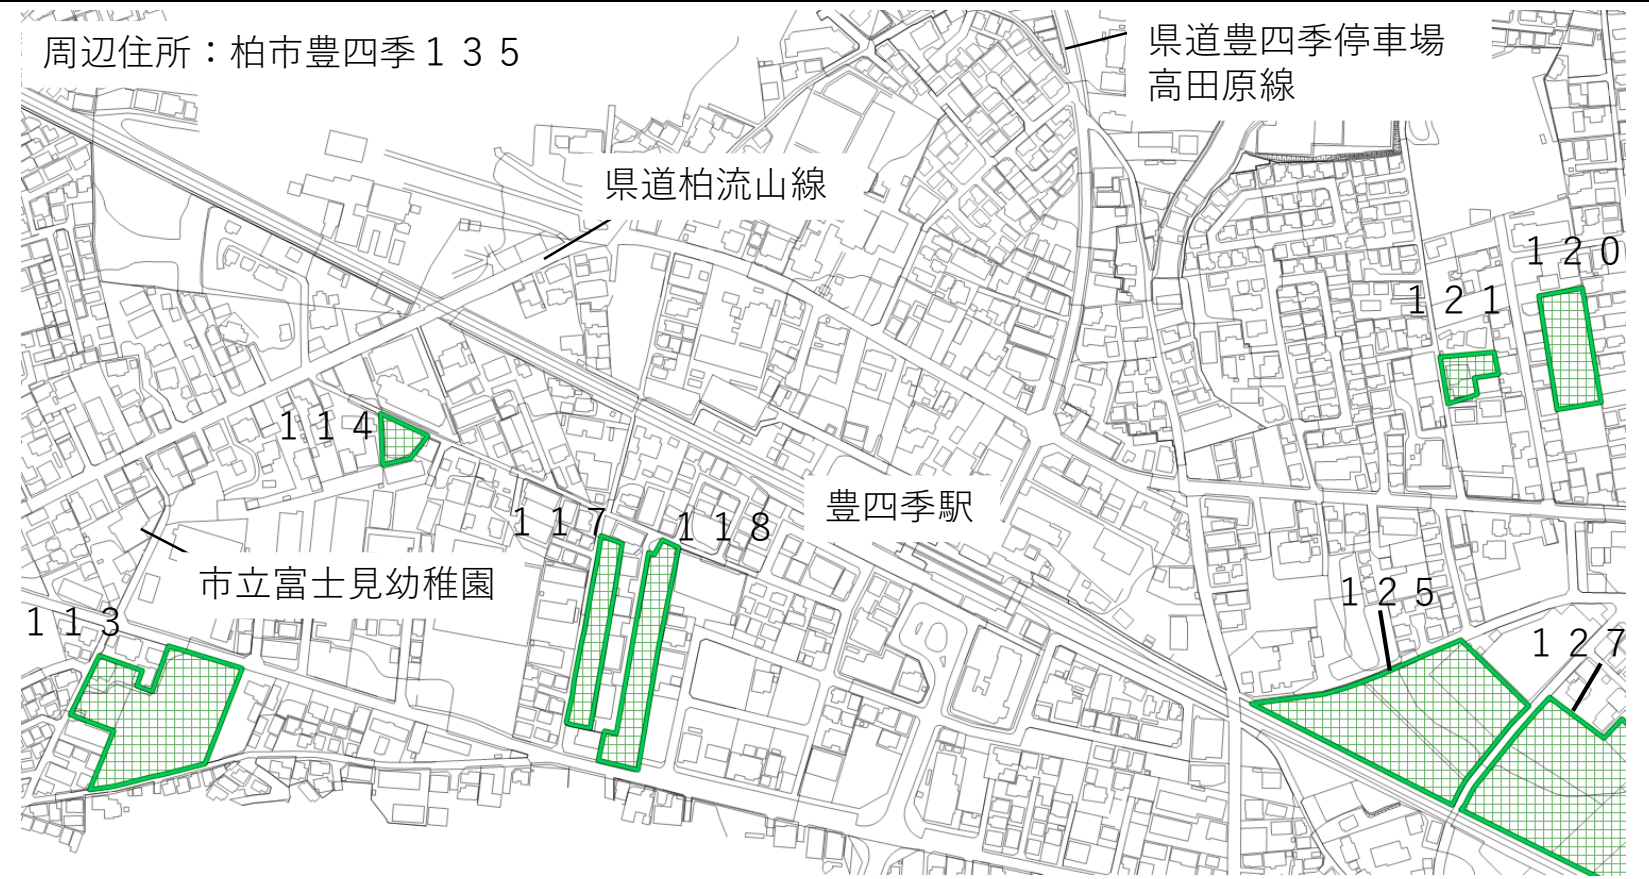 周辺住所：柏市豊四季１３５
県道豊四季停車場
高田原線
県道柏流山線
１２０
１２１
１１４
豊四季駅
１１７
１１８
市立富士見幼稚園
１１３
１２５
１２７